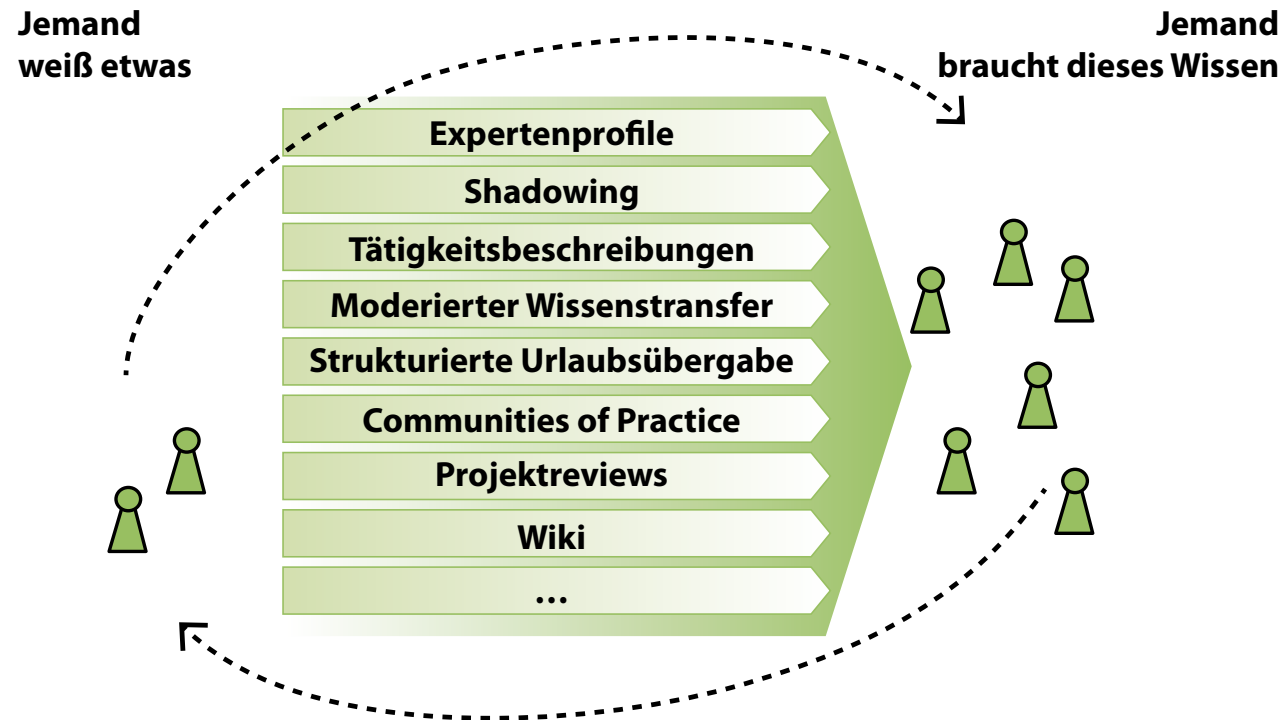 Jemand
weiß etwas
Jemand
braucht dieses Wissen
Expertenprofile
Shadowing
Tätigkeitsbeschreibungen
Moderierter Wissenstransfer
Strukturierte Urlaubsübergabe
Communities of Practice
Projektreviews
Wiki
...